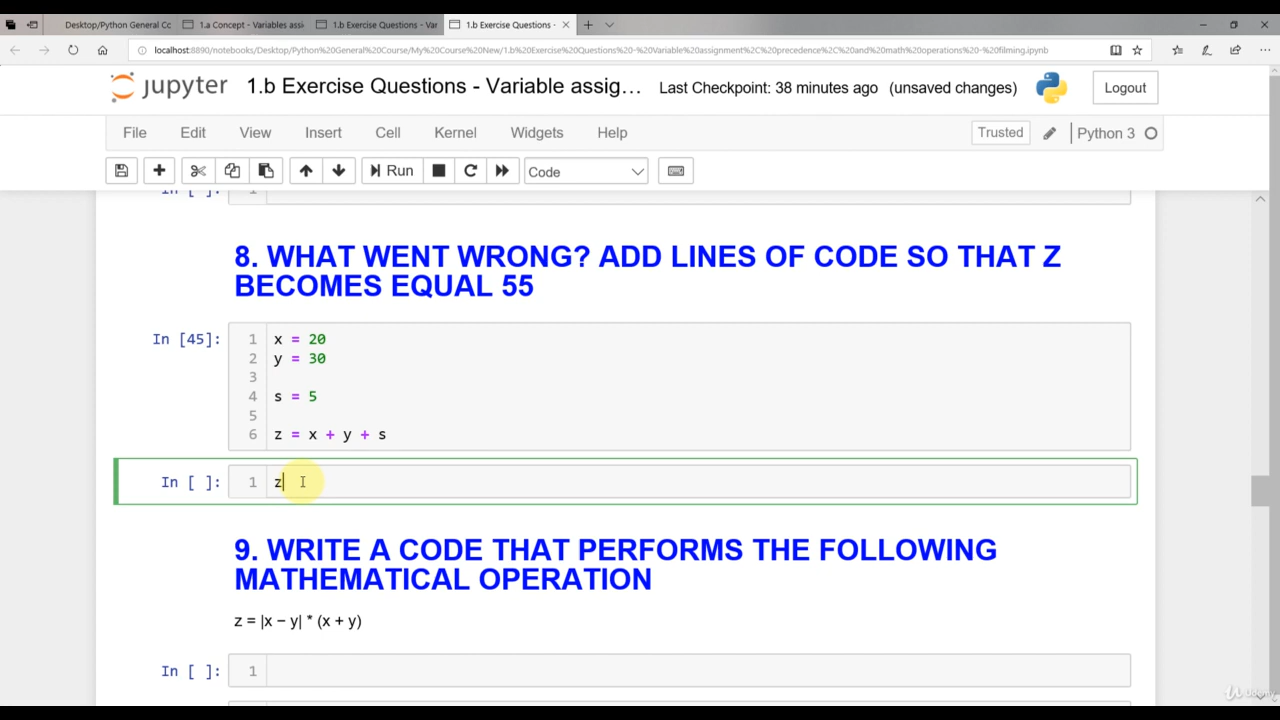 Desktop/Python General Cc
1.a Concept - Variables assi
1.b Exercise Questions - Var
1.b Exercise Questions -
localhost:8890/notebooks/Desktop/Python%20General%20Course/My%20Course%20New/1.b%20Exercise%20Questions%20-%20Variable%20assignment%2C%20precedence%2C%20and%20math%20operations%20-%20filming.ipynb
jupyter 1.b Exercise Questions - Variable assig... Last Checkpoint: 38 minutes ago (unsaved changes) Logout
File Edit View Insert Cell Kernel Widgets Help Trusted Python 3
Run Code
In [ ]: 1
8. WHAT WENT WRONG? ADD LINES OF CODE SO THAT Z
BECOMES EQUAL 55
In [45]: 1 x = 20
2 y = 30
3
4 s = 5
5
6 z = x + y + s
In [ ]: 1 z
9. WRITE A CODE THAT PERFORMS THE FOLLOWING
MATHEMATICAL OPERATION
z = |x − y| * (x + y)
In [ ]: 1
Udemy